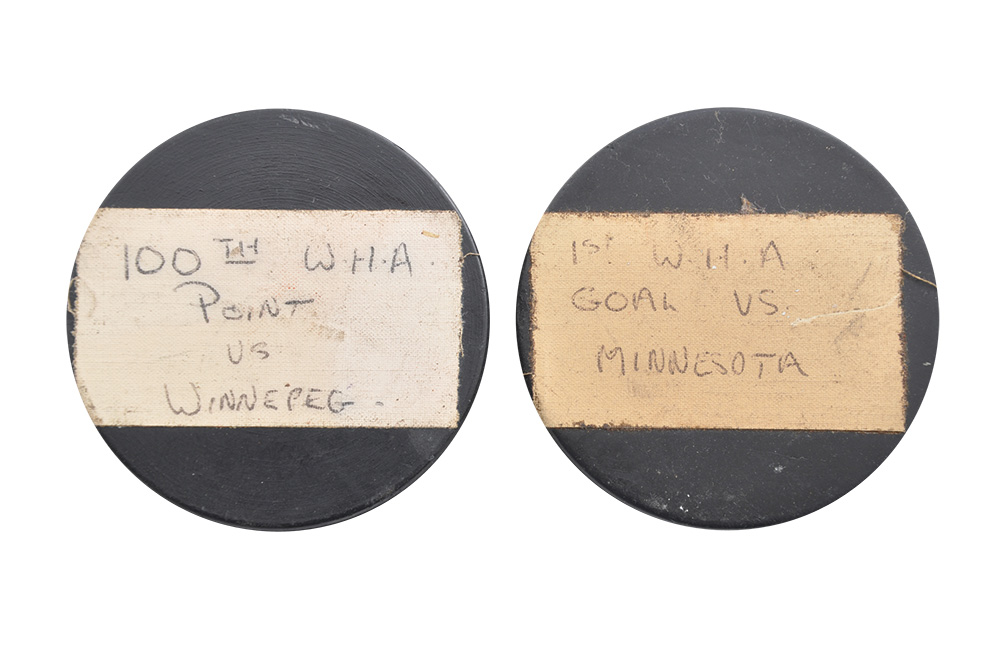 100TH W.H.A.
POINT
VS
WINNEPEG.
1ST. W.H.A.
GOAL VS.
MINNESOTA